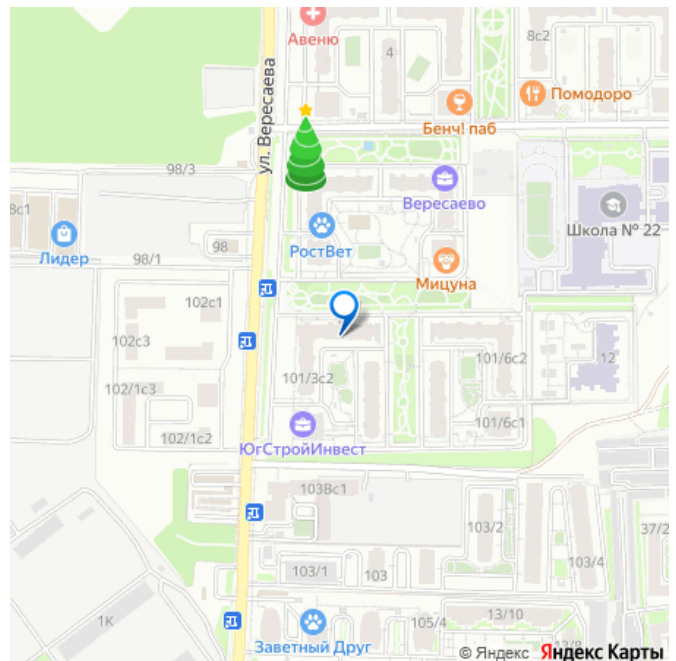 Авеню
4
8с2
Помодоро
Бенч! паб
ул. Вересаева
98/3
Вересаево
Школа № 22
8с1
Лидер
98
РостВет
98/1
Мицуна
102с1
102с3
101/6с2
12
101/3с2
102/1с3
101/6с1
102/1с2
ЮгСтройИнвест
103Вс1
103/2
37/2
103/4
103/1
103
1К
105/4
13/10
13/8
Заветный Друг
© Яндекс Яндекс Карты